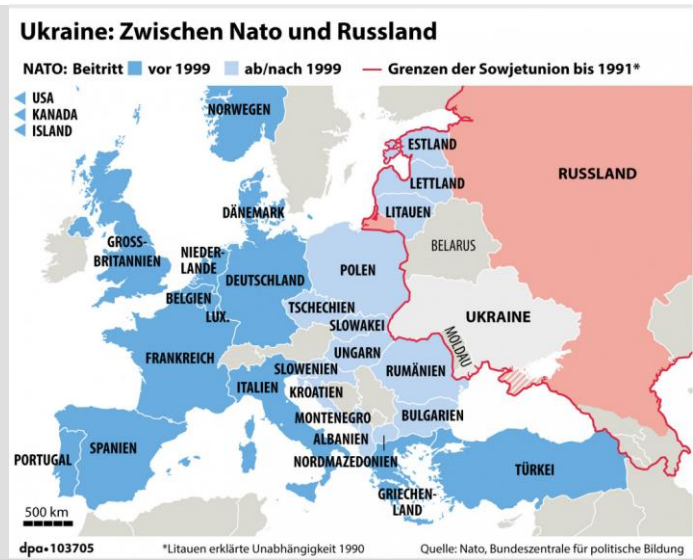 Ukraine: Zwischen Nato und Russland
NATO: Beitritt vor 1999 ab/nach 1999 Grenzen der Sowjetunion bis 1991*
USA
KANADA
ISLAND
NORWEGEN
ESTLAND
RUSSLAND
LETTLAND
DÄNEMARK
LITAUEN
GROSS-
BRITANNIEN
NIEDER-
LANDE
BELARUS
DEUTSCHLAND
POLEN
BELGIEN
TSCHECHIEN
LUX.
SLOWAKEI
UKRAINE
MOLDAU
FRANKREICH
UNGARN
SLOWENIEN
RUMÄNIEN
ITALIEN
KROATIEN
MONTENEGRO
BULGARIEN
ALBANIEN
PORTUGAL
SPANIEN
NORDMAZEDONIEN
TÜRKEI
GRIECHEN-
LAND
500 km
dpa•103705
*Litauen erklärte Unabhängigkeit 1990
Quelle: Nato, Bundeszentrale für politische Bildung